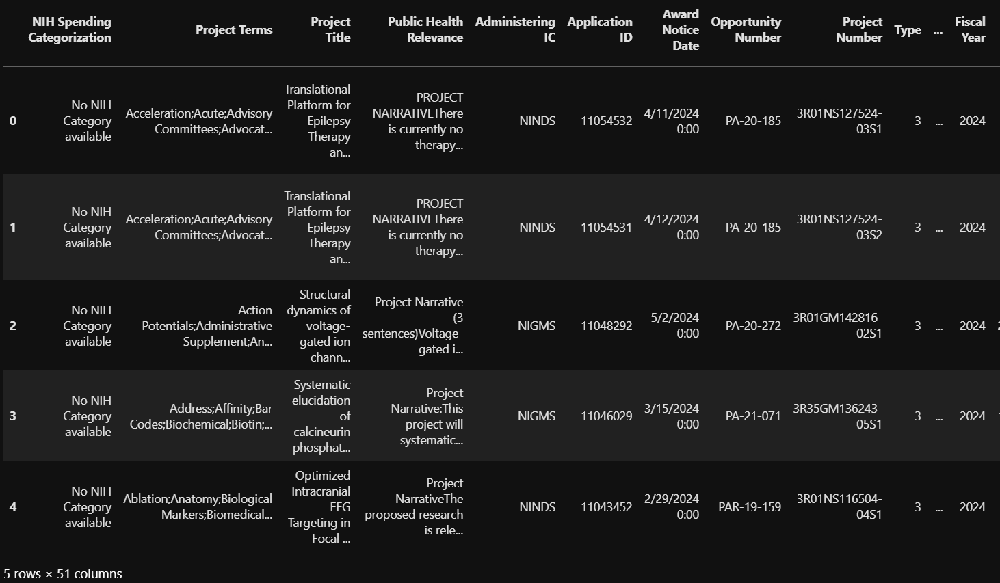 NIH Spending Categorization Project Terms Project Title Public Health Relevance Administering IC Application ID Award Notice Date Opportunity Number Project Number Type ... Fiscal Year
0 No NIH Category available Acceleration;Acute;Advisory Committees;Advocat... Translational Platform for Epilepsy Therapy an... PROJECT NARRATIVEThere is currently no therapy... NINDS 11054532 4/11/2024 0:00 PA-20-185 3R01NS127524-03S1 3 ... 2024
1 No NIH Category available Acceleration;Acute;Advisory Committees;Advocat... Translational Platform for Epilepsy Therapy an... PROJECT NARRATIVEThere is currently no therapy... NINDS 11054531 4/12/2024 0:00 PA-20-185 3R01NS127524-03S2 3 ... 2024
2 No NIH Category available Action Potentials;Administrative Supplement;An... Structural dynamics of voltage-gated ion chann... Project Narrative (3 sentences)Voltage-gated i... NIGMS 11048292 5/2/2024 0:00 PA-20-272 3R01GM142816-02S1 3 ... 2024
3 No NIH Category available Address;Affinity;Bar Codes;Biochemical;Biotin;... Systematic elucidation of calcineurin phosphat... Project Narrative:This project will systematic... NIGMS 11046029 3/15/2024 0:00 PA-21-071 3R35GM136243-05S1 3 ... 2024
4 No NIH Category available Ablation;Anatomy;Biological Markers;Biomedical... Optimized Intracranial EEG Targeting in Focal ... Project NarrativeThe proposed research is rele... NINDS 11043452 2/29/2024 0:00 PAR-19-159 3R01NS116504-04S1 3 ... 2024
5 rows × 51 columns